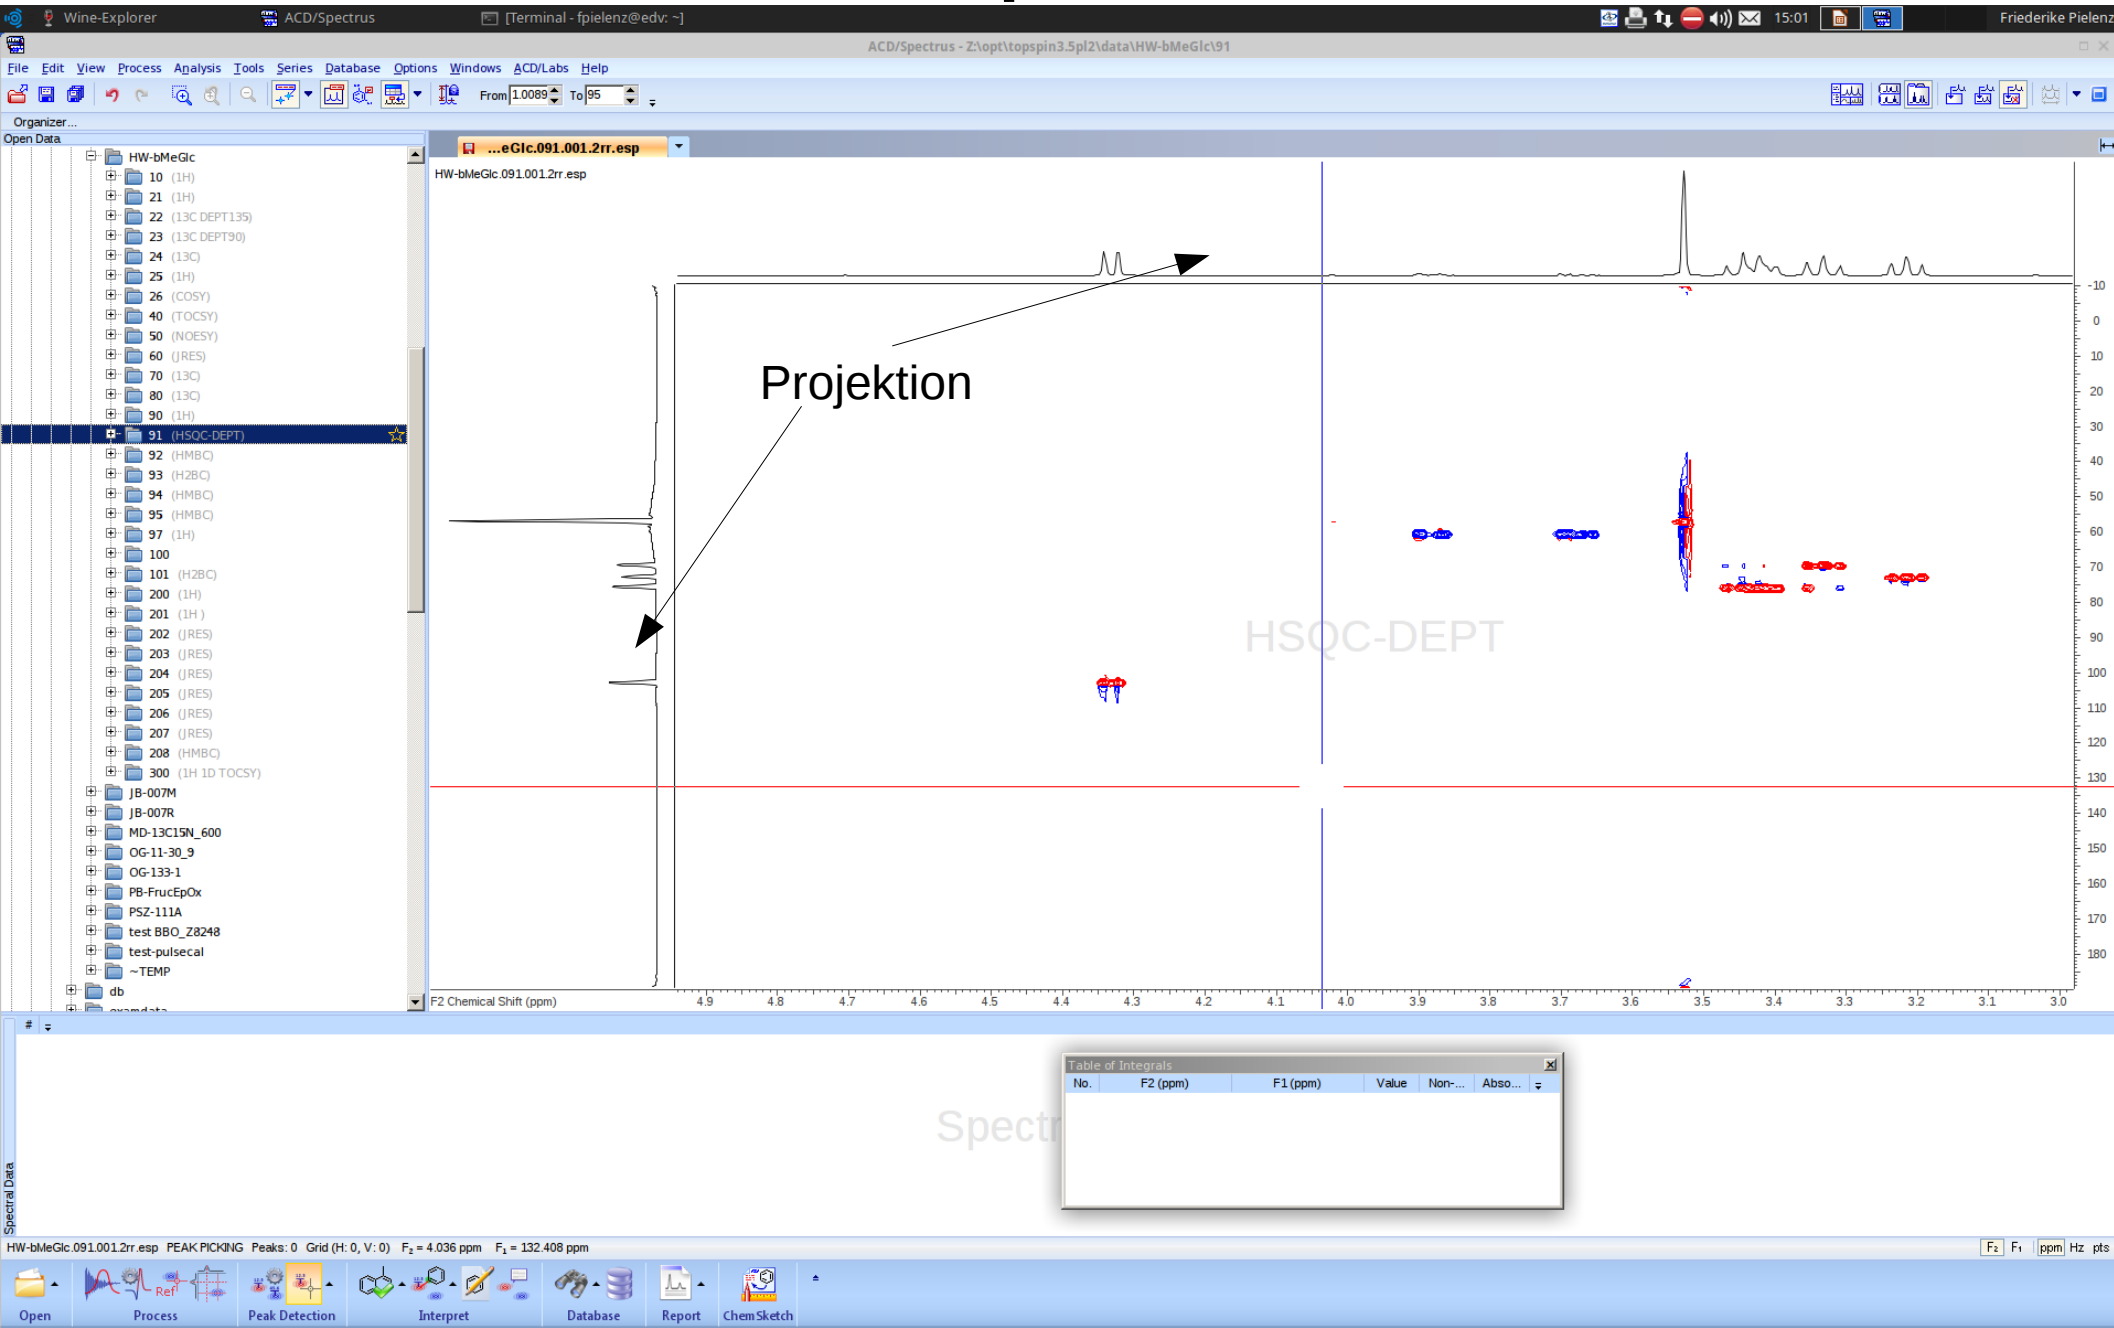 Wine-Explorer
ACD/Spectrus
[Terminal - fpielenz@edv: ~]
15:01
Friederike Pielenz
ACD/Spectrus - Z:\opt\topspin3.5pl2\data\HW-bMeGlc\91
File Edit View Process Analysis Tools Series Database Options Windows ACD/Labs Help
From 1.0089 To 95
Organizer...
Open Data
HW-bMeGlc
10 (1H)
21 (1H)
22 (13C DEPT135)
23 (13C DEPT90)
24 (13C)
25 (1H)
26 (COSY)
40 (TOCSY)
50 (NOESY)
60 (JRES)
70 (13C)
80 (13C)
90 (1H)
91 (HSQC-DEPT)
92 (HMBC)
93 (H2BC)
94 (HMBC)
95 (HMBC)
97 (1H)
100
101 (H2BC)
200 (1H)
201 (1H )
202 (JRES)
203 (JRES)
204 (JRES)
205 (JRES)
206 (JRES)
207 (JRES)
208 (HMBC)
300 (1H 1D TOCSY)
JB-007M
JB-007R
MD-13C15N_600
OG-11-30_9
OG-133-1
PB-FrucEpOx
PSZ-111A
test BBO_Z8248
test-pulsecal
~TEMP
db
...eGlc.091.001.2rr.esp
HW-bMeGlc.091.001.2rr.esp
Projektion
HSQC-DEPT
-10
0
10
20
30
40
50
60
70
80
90
100
110
120
130
140
150
160
170
180
F2 Chemical Shift (ppm)
4.9 4.8 4.7 4.6 4.5 4.4 4.3 4.2 4.1 4.0 3.9 3.8 3.7 3.6 3.5 3.4 3.3 3.2 3.1 3.0
#
Spectral Data
Spectr
Table of Integrals
No. F2 (ppm) F1 (ppm) Value Non-... Abso...
HW-bMeGlc.091.001.2rr.esp PEAK PICKING Peaks: 0 Grid (H: 0, V: 0) F2 = 4.036 ppm F1 = 132.408 ppm
F2 F1 ppm Hz pts
Ref
Open Process Peak Detection Interpret Database Report ChemSketch